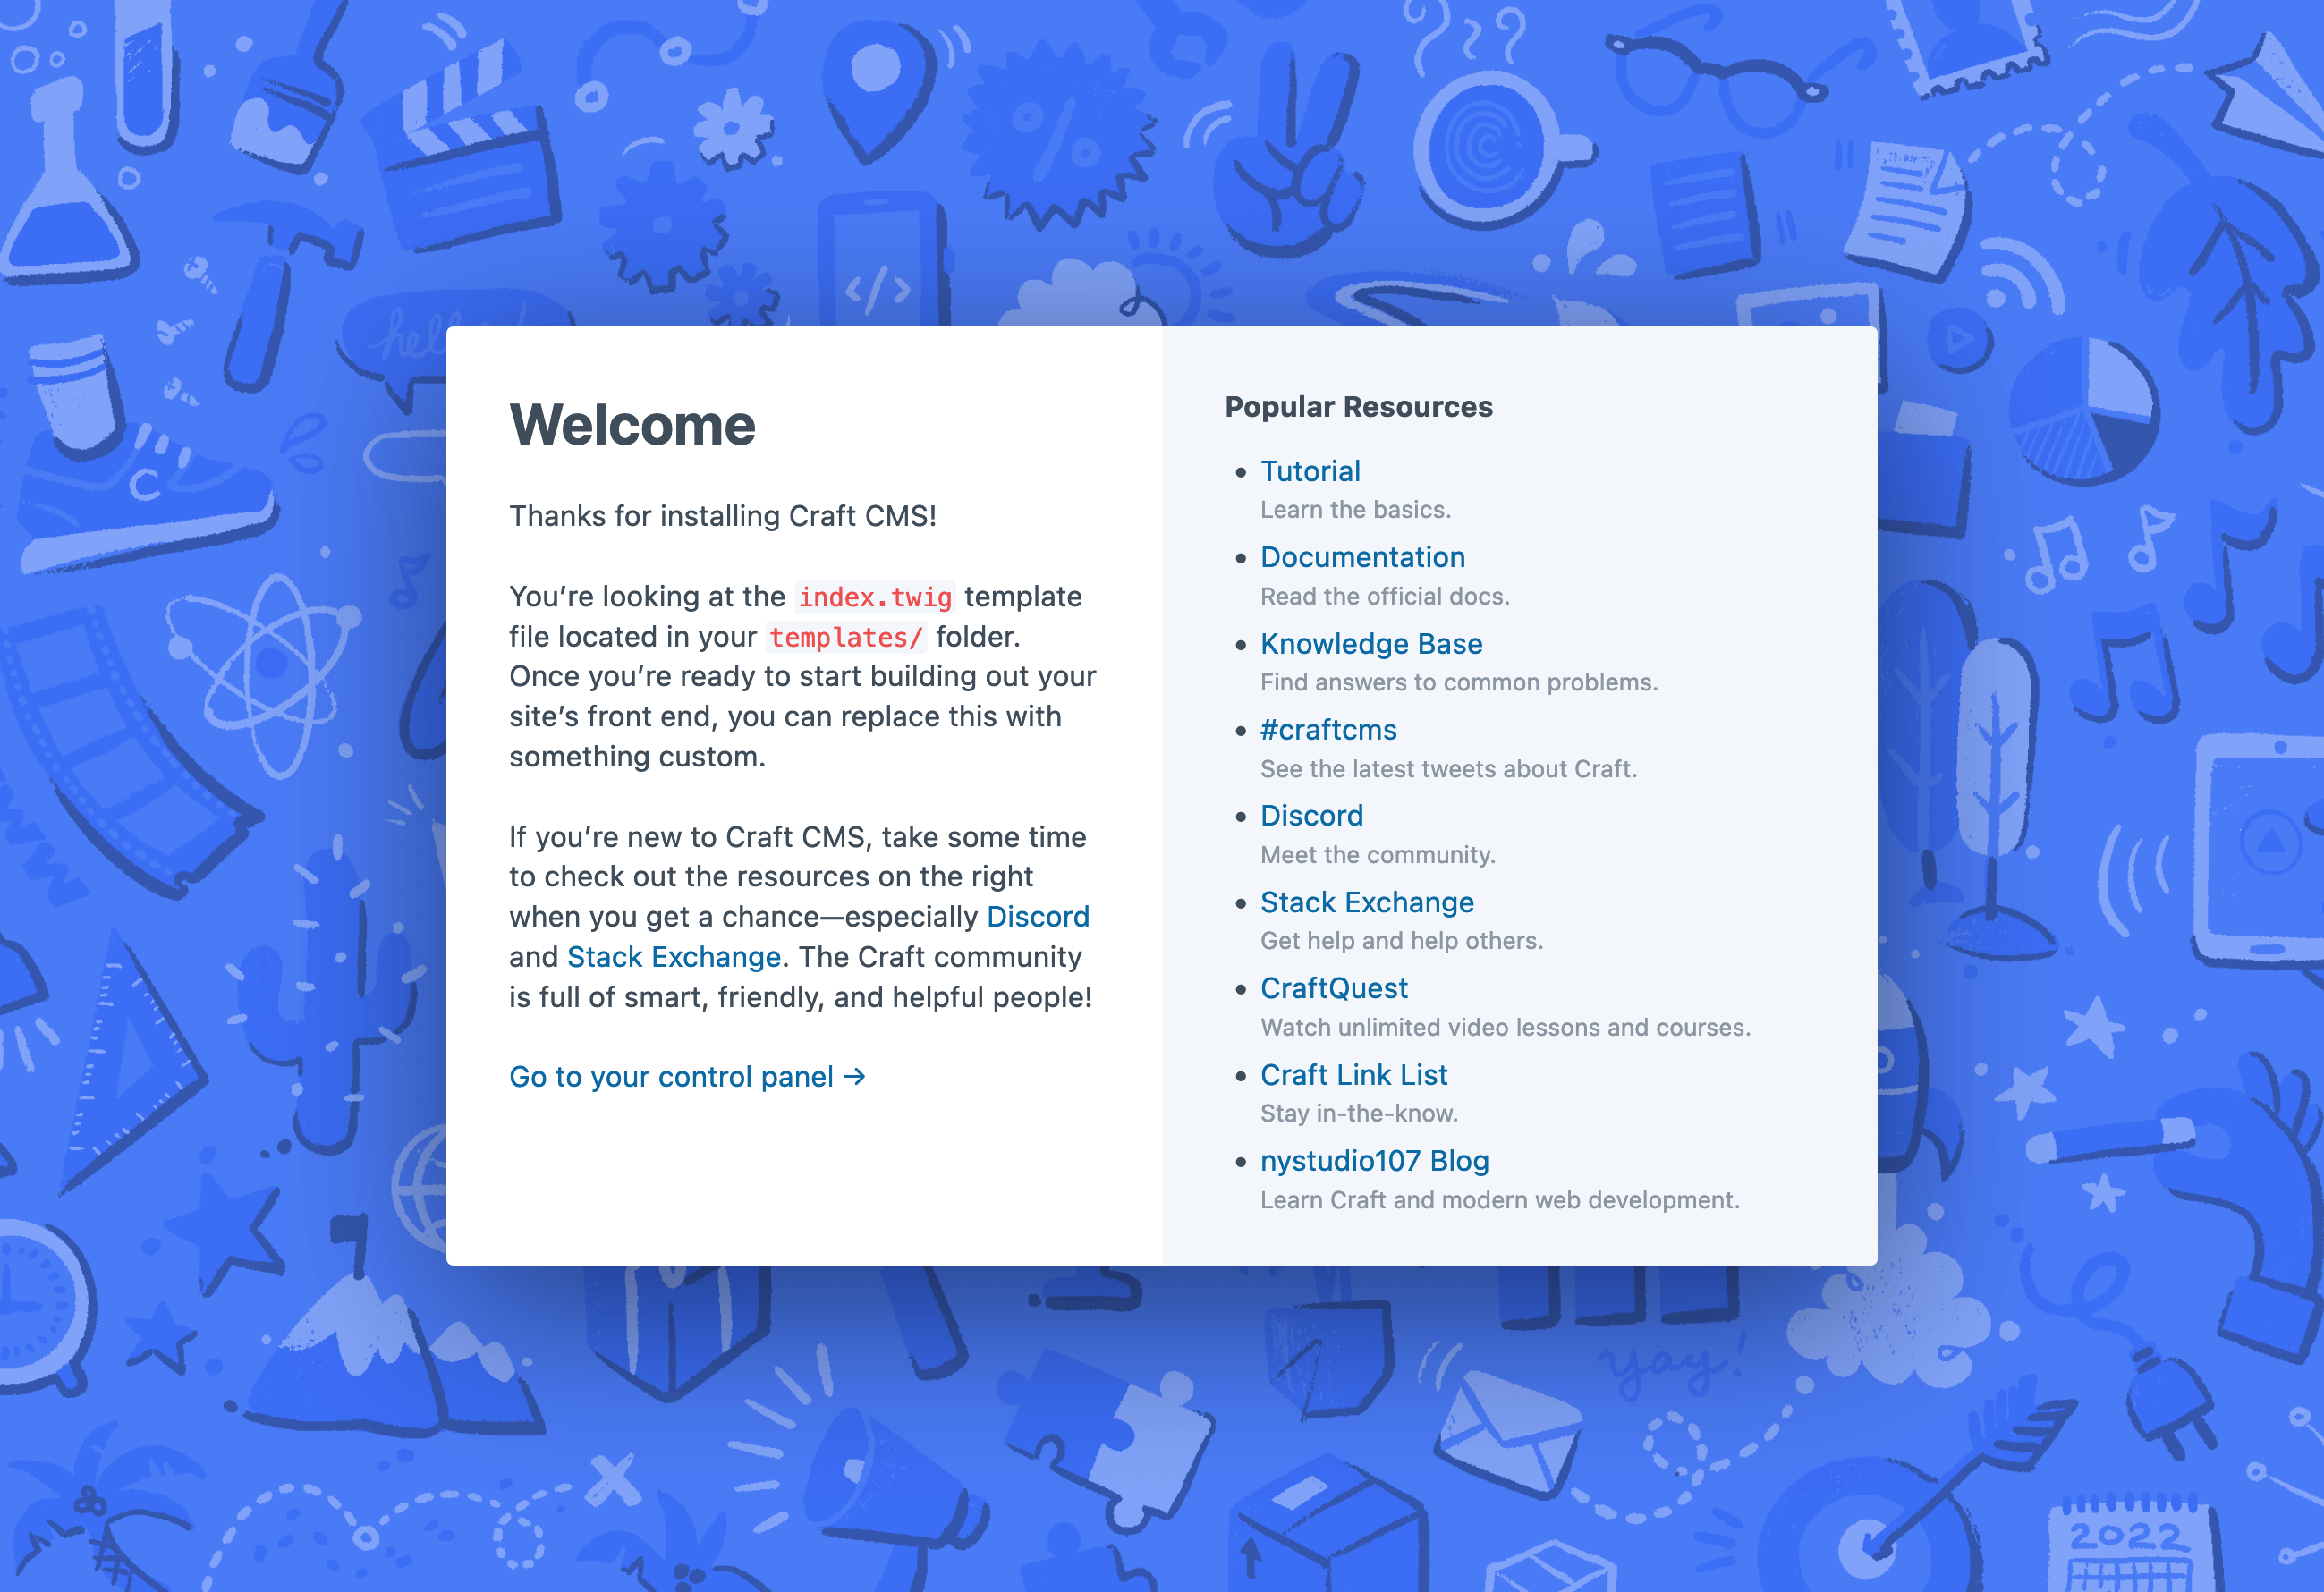 hell
Welcome
Thanks for installing Craft CMS!
You’re looking at the index.twig template
file located in your templates/ folder.
Once you’re ready to start building out your
site’s front end, you can replace this with
something custom.
If you’re new to Craft CMS, take some time
to check out the resources on the right
when you get a chance—especially Discord
and Stack Exchange. The Craft community
is full of smart, friendly, and helpful people!
Go to your control panel →
Popular Resources
Tutorial
Learn the basics.
Documentation
Read the official docs.
Knowledge Base
Find answers to common problems.
#craftcms
See the latest tweets about Craft.
Discord
Meet the community.
Stack Exchange
Get help and help others.
CraftQuest
Watch unlimited video lessons and courses.
Craft Link List
Stay in-the-know.
nystudio107 Blog
Learn Craft and modern web development.
%
</>
C
yay!
2022